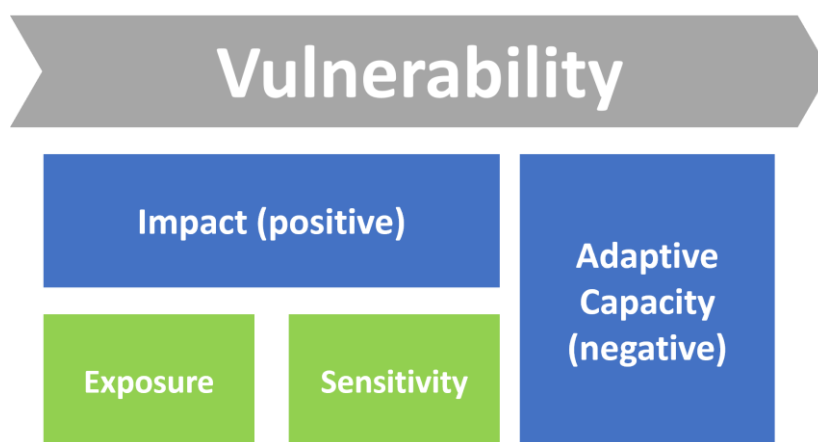 Vulnerability
Impact (positive)
Adaptive
Capacity
(negative)
Exposure
Sensitivity